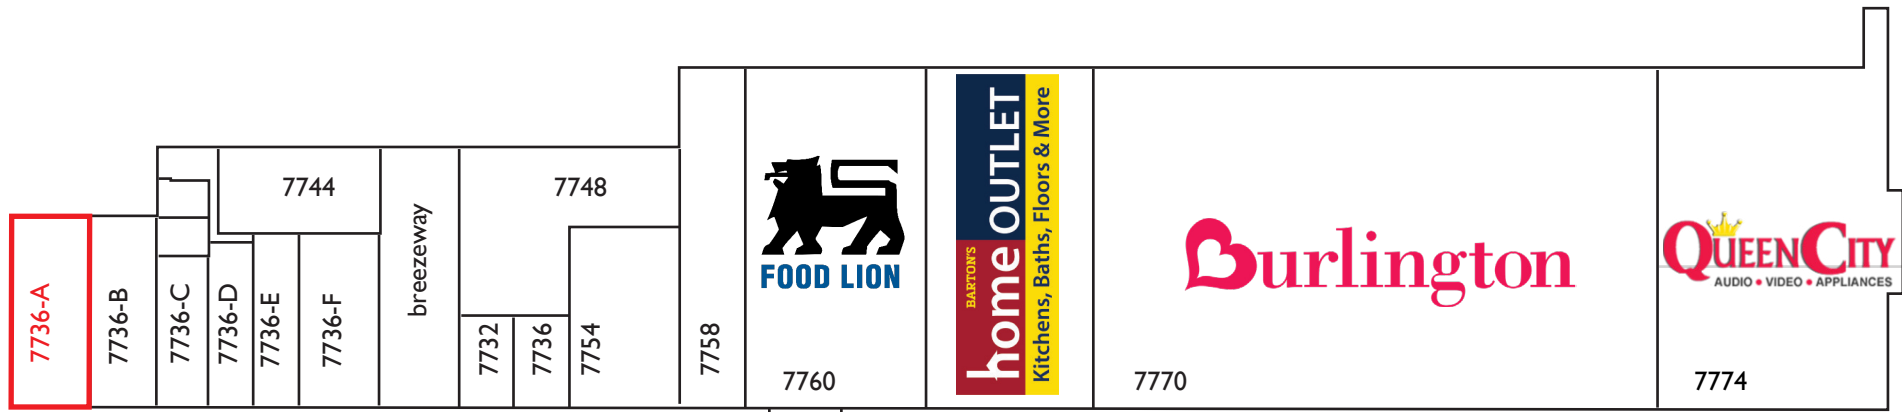 7736-A
7736-B
7736-C
7736-D
7736-E
7736-F
7744
breezeway
7748
7732
7736
7754
7758
FOOD LION
7760
BARTON'S
home OUTLET
Kitchens, Baths, Floors & More
Burlington
7770
QUEEN CITY
AUDIO • VIDEO • APPLIANCES
7774